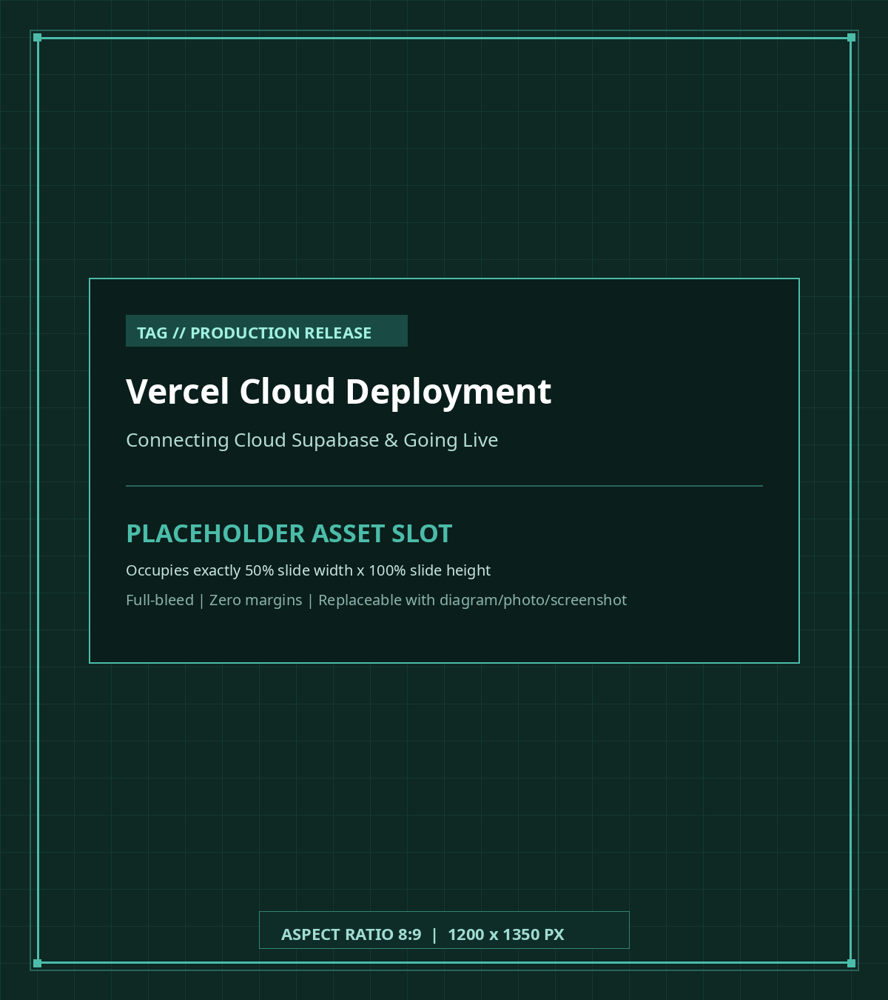 TAG // PRODUCTION RELEASE
Vercel Cloud Deployment
Connecting Cloud Supabase & Going Live
PLACEHOLDER ASSET SLOT
Occupies exactly 50% slide width x 100% slide height
Full-bleed | Zero margins | Replaceable with diagram/photo/screenshot
ASPECT RATIO 8:9 | 1200 x 1350 PX